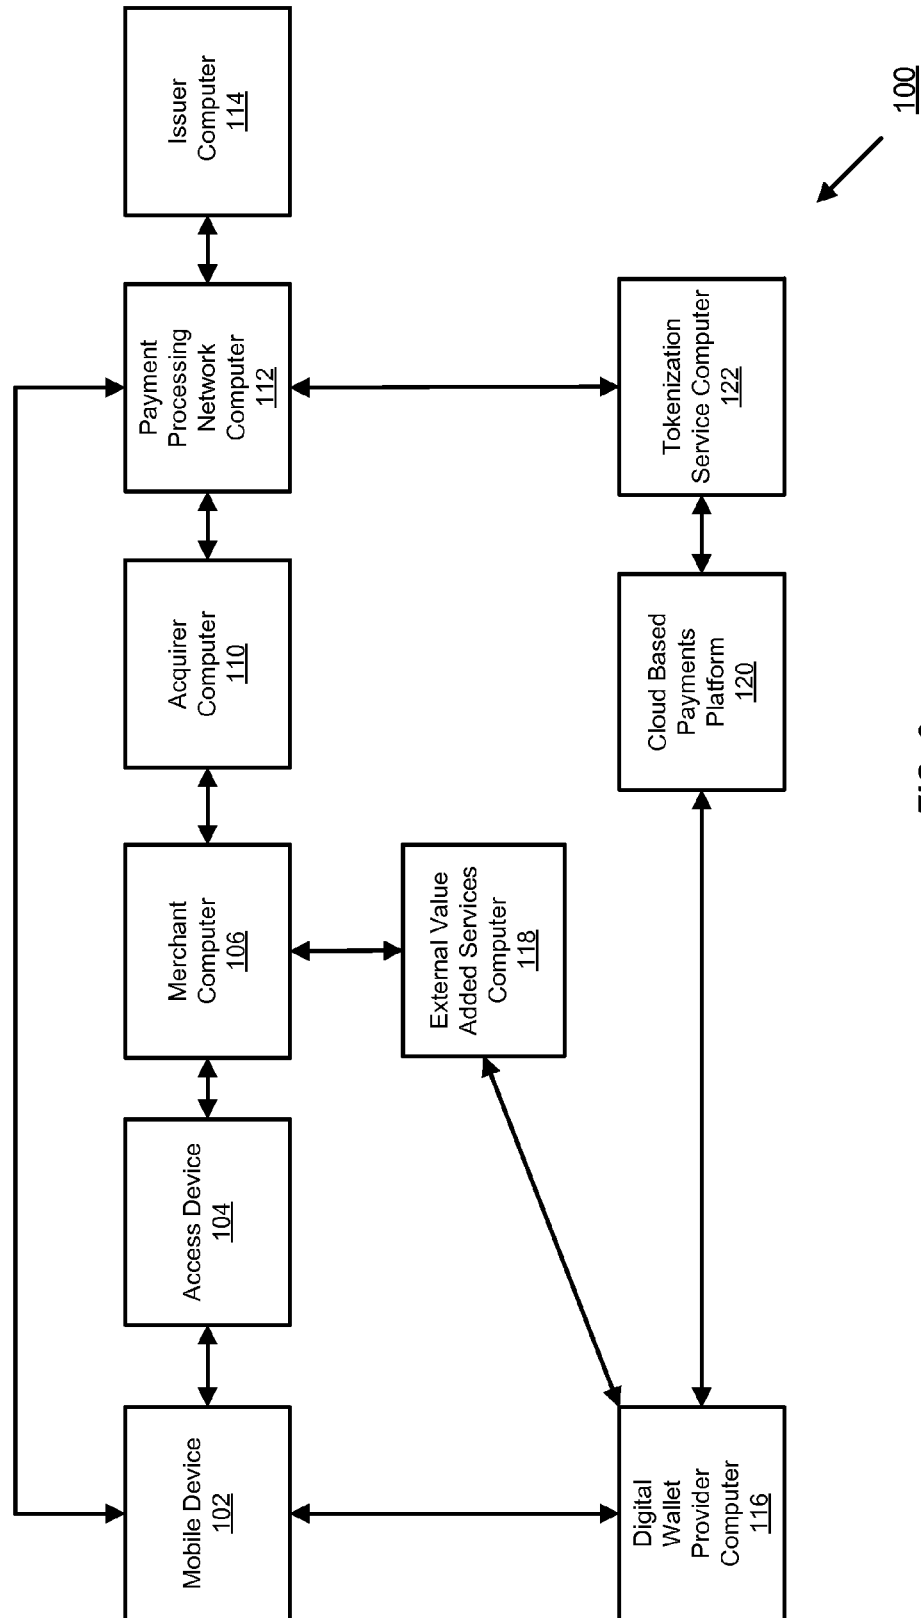 Mobile Device
102
Access Device
104
Merchant
Computer
106
Acquirer
Computer
110
Payment
Processing
Network
Computer
112
Issuer
Computer
114
External Value
Added Services
Computer
118
Digital
Wallet
Provider
Computer
116
Cloud Based
Payments
Platform
120
Tokenization
Service Computer
122
100